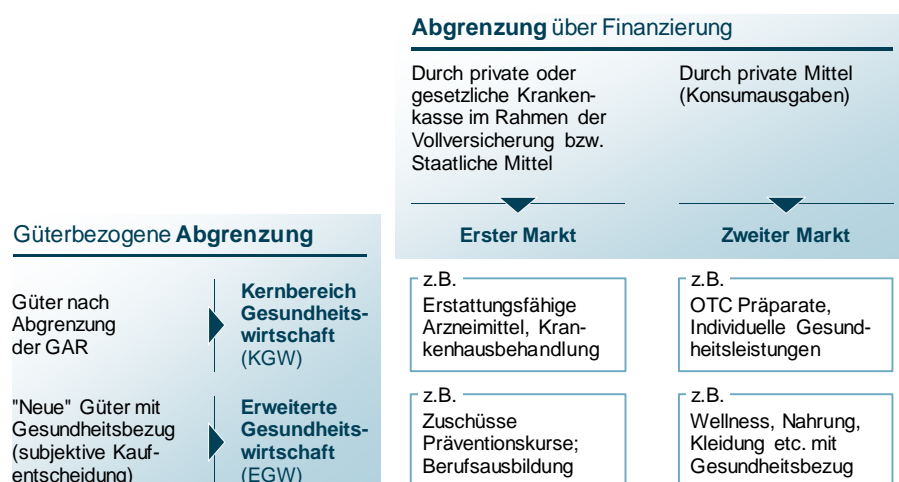 Abgrenzung über Finanzierung
Durch private oder
gesetzliche Kranken-
kasse im Rahmen der
Vollversicherung bzw.
Staatliche Mittel
Durch private Mittel
(Konsumausgaben)
Erster Markt
Zweiter Markt
Güterbezogene Abgrenzung
Güter nach
Abgrenzung
der GAR
Kernbereich
Gesundheits-
wirtschaft
(KGW)
z.B.
Erstattungsfähige
Arzneimittel, Kran-
kenhausbehandlung
z.B.
OTC Präparate,
Individuelle Gesund-
heitsleistungen
"Neue" Güter mit
Gesundheitsbezug
(subjektive Kauf-
entscheidung)
Erweiterte
Gesundheits-
wirtschaft
(EGW)
z.B.
Zuschüsse
Präventionskurse;
Berufsausbildung
z.B.
Wellness, Nahrung,
Kleidung etc. mit
Gesundheitsbezug